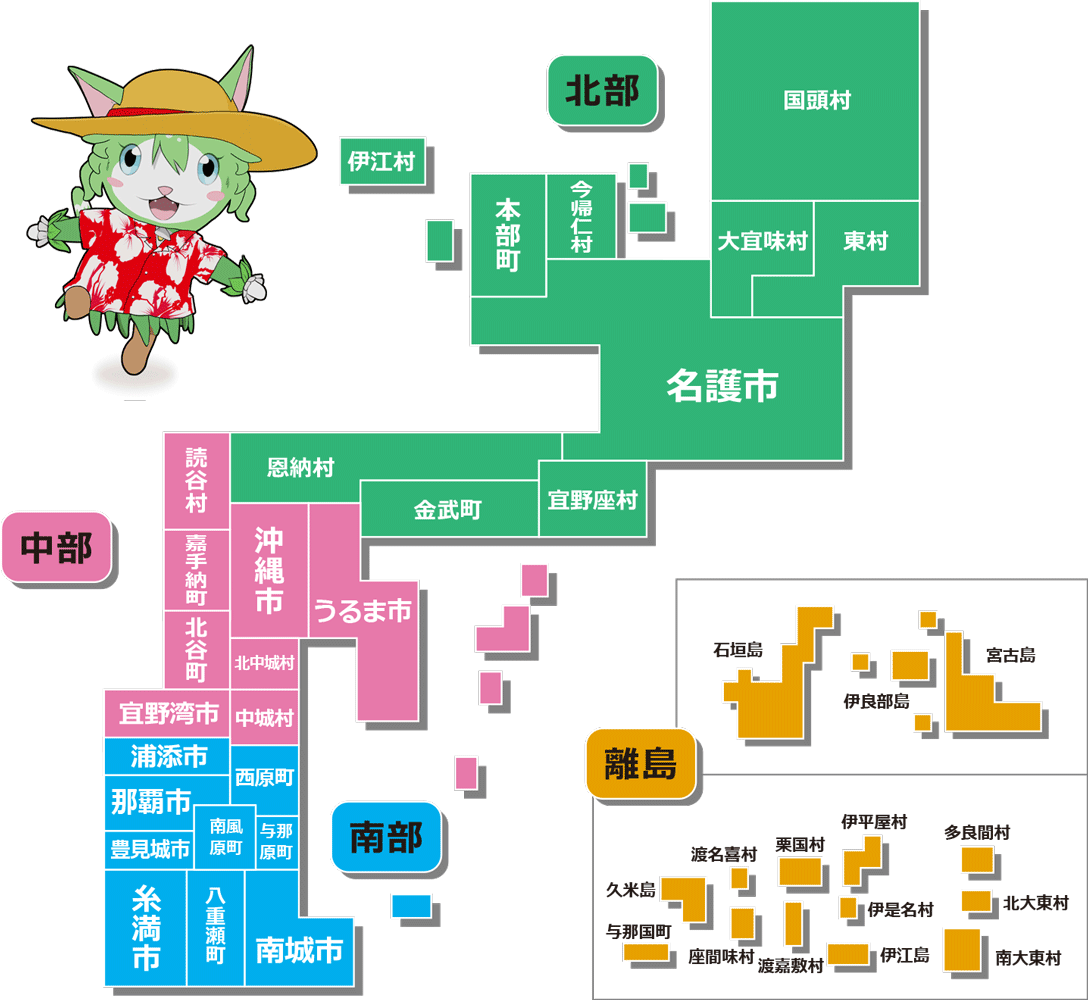 北部
国頭村
伊江村
本部町
今帰仁村
大宜味村
東村
名護市
読谷村
恩納村
金武町
宜野座村
中部
嘉手納町
沖縄市
うるま市
北谷町
北中城村
宜野湾市
中城村
浦添市
西原町
那覇市
南風
原町
与那
原町
豊見城市
南部
糸満市
八重瀬町
南城市
離島
石垣島
伊良部島
宮古島
久米島
渡名喜村
栗国村
伊平屋村
多良間村
与那国町
座間味村
渡嘉敷村
伊是名村
伊江島
北大東村
南大東村